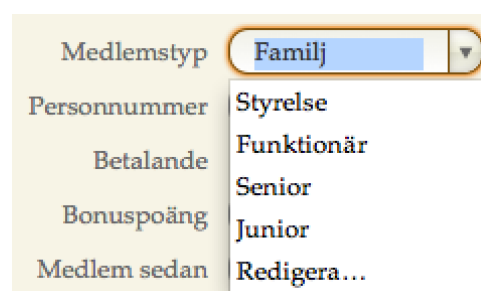 Medlemstyp Familj
Personnummer Styrelse
Betalande Funktionär
Senior
Bonuspoäng Junior
Medlem sedan Redigera...